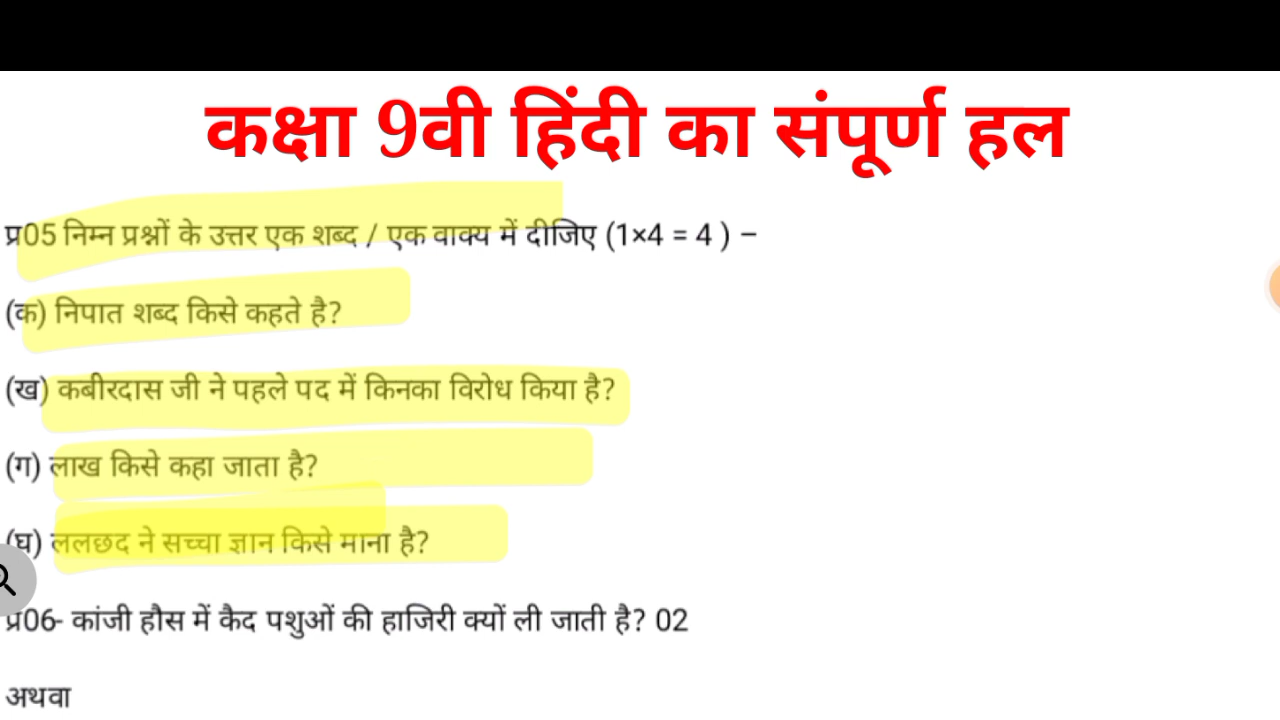 कक्षा 9वी हिंदी का संपूर्ण हल
प्र05 निम्न प्रश्नों के उत्तर एक शब्द / एक वाक्य में दीजिए (1×4 = 4 ) –
(क) निपात शब्द किसे कहते है?
(ख) कबीरदास जी ने पहले पद में किनका विरोध किया है?
(ग) लाख किसे कहा जाता है?
(घ) ललछद ने सच्चा ज्ञान किसे माना है?
प्र06- कांजी हौस में कैद पशुओं की हाजिरी क्यों ली जाती है? 02
अथवा